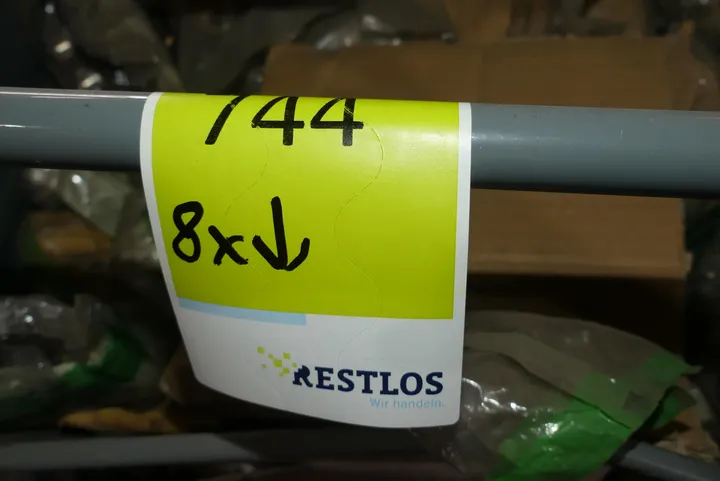 744
8x↓
RESTLOS
Wir handeln.